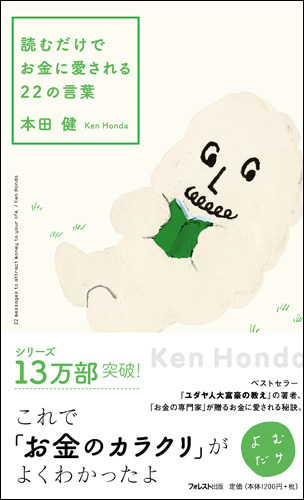 読むだけで
お金に愛される
22の言葉
本田 健 Ken Honda
22 messages to attract money to your life. / Ken Honda
Ken Honda
シリーズ
13万部突破!
これで
「お金のカラクリ」が
よくわかったよ
ベストセラー
『ユダヤ人大富豪の教え』の著者、
「お金の専門家」が贈るお金に愛される秘訣。
よむだけ
フォレスト出版 定価(本体1200円+税)